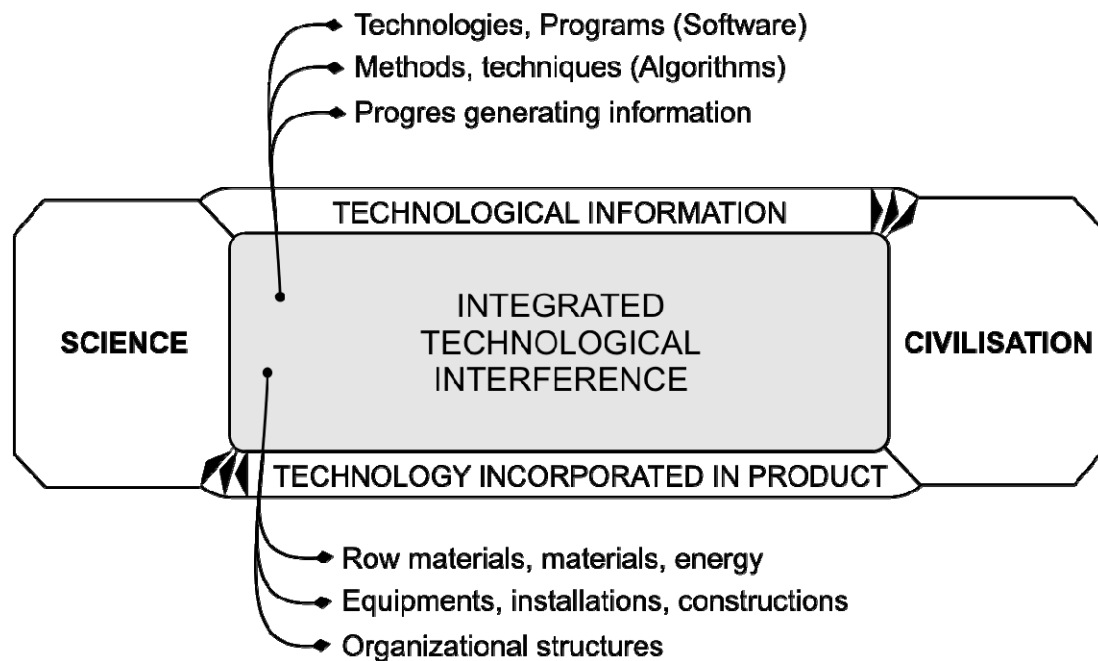 Technologies, Programs (Software)
Methods, techniques (Algorithms)
Progres generating information
TECHNOLOGICAL INFORMATION
SCIENCE
INTEGRATED
TECHNOLOGICAL
INTERFERENCE
CIVILISATION
TECHNOLOGY INCORPORATED IN PRODUCT
Row materials, materials, energy
Equipments, installations, constructions
Organizational structures